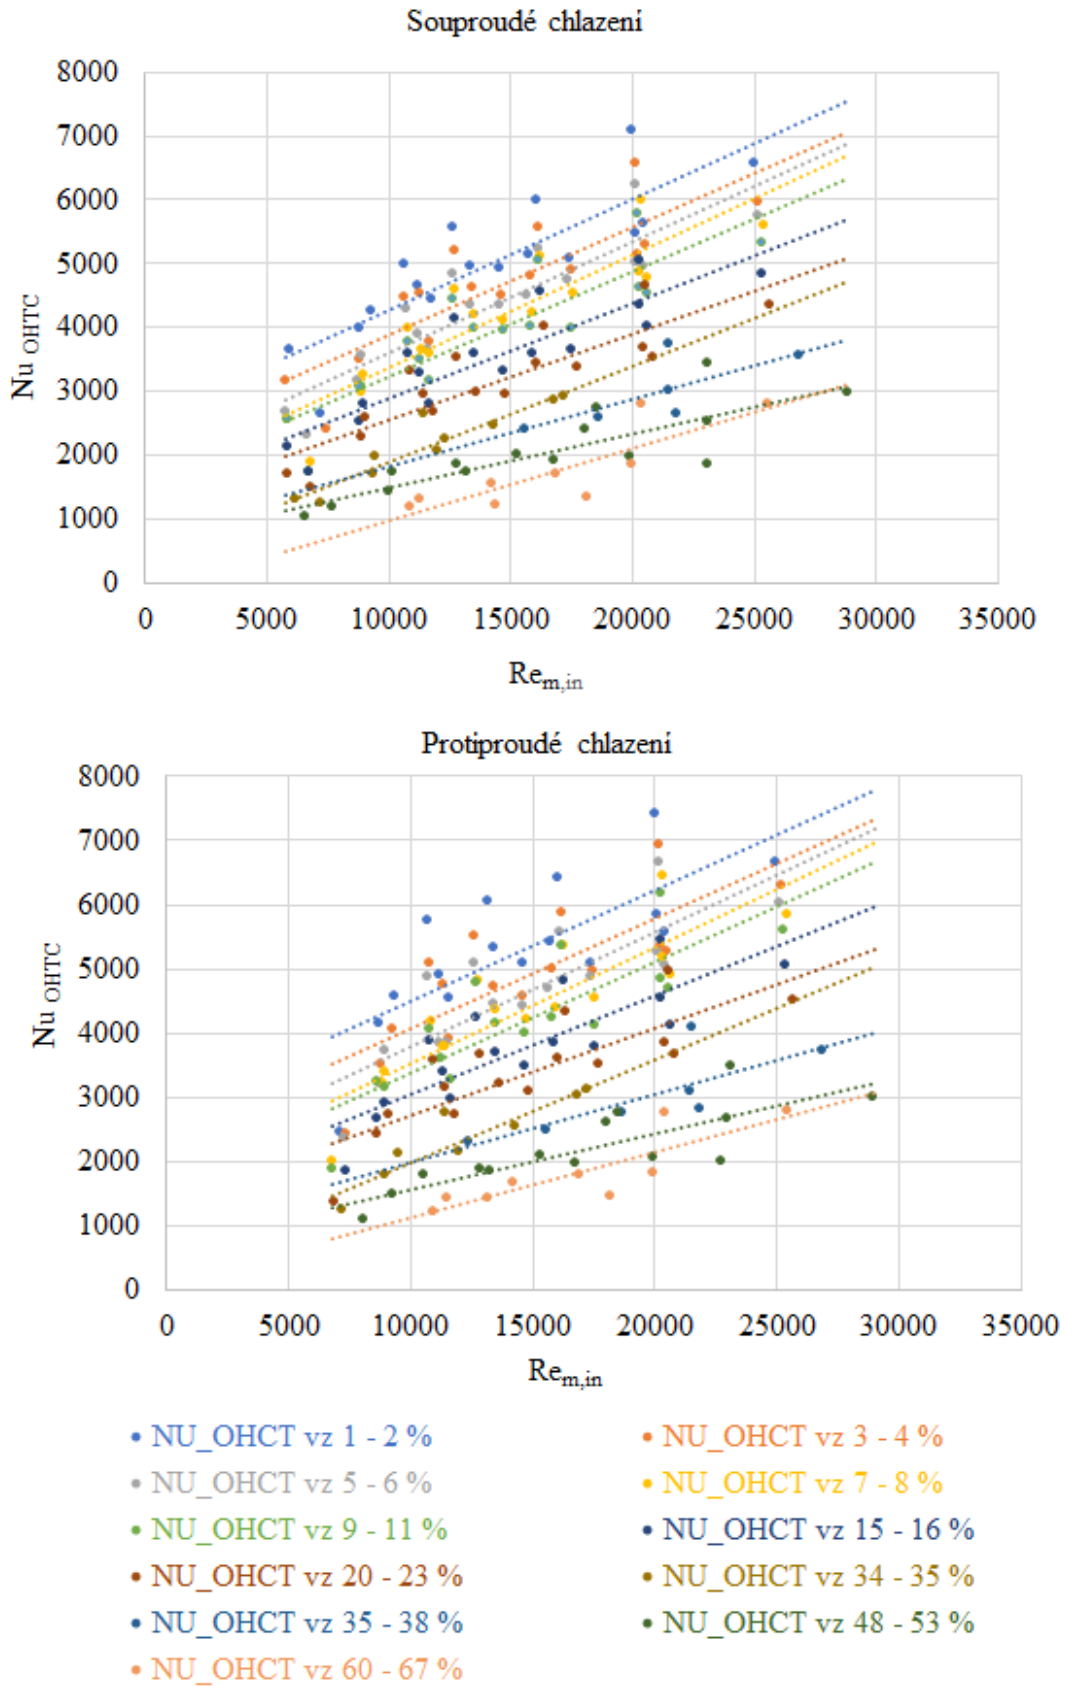 Souproudé chlazení
8000
7000
6000
5000
4000
3000
2000
1000
0
Nu OHTC
0 5000 10000 15000 20000 25000 30000 35000
Rem,in
Protiproudé chlazení
8000
7000
6000
5000
4000
3000
2000
1000
0
Nu OHTC
0 5000 10000 15000 20000 25000 30000 35000
Rem,in
NU_OHCT vz 1 - 2 % NU_OHCT vz 3 - 4 %
NU_OHCT vz 5 - 6 % NU_OHCT vz 7 - 8 %
NU_OHCT vz 9 - 11 % NU_OHCT vz 15 - 16 %
NU_OHCT vz 20 - 23 % NU_OHCT vz 34 - 35 %
NU_OHCT vz 35 - 38 % NU_OHCT vz 48 - 53 %
NU_OHCT vz 60 - 67 %